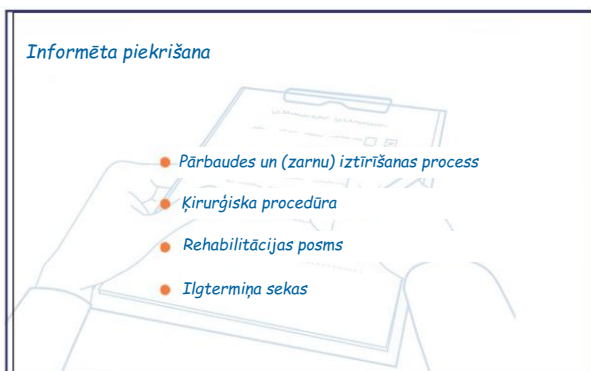 Informēta piekrišana
Pārbaudes un (zarnu) iztīrīšanas process
Ķirurģiska procedūra
Rehabilitācijas posms
Ilgtermiņa sekas